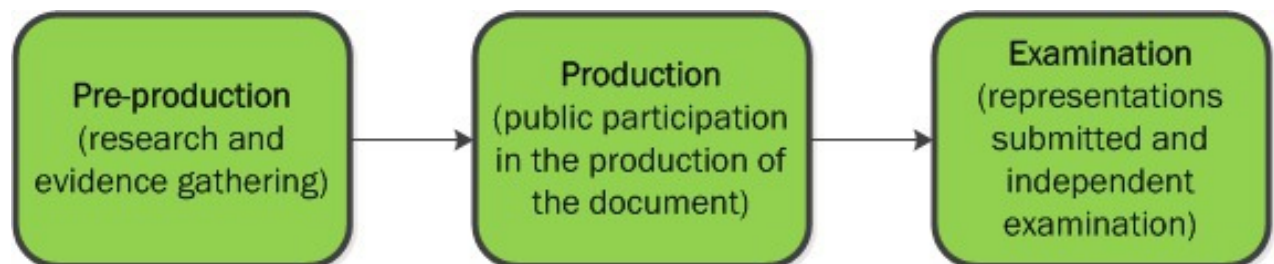 Pre-production
(research and
evidence gathering)
Production
(public participation
in the production of
the document)
Examination
(representations
submitted and
independent
examination)